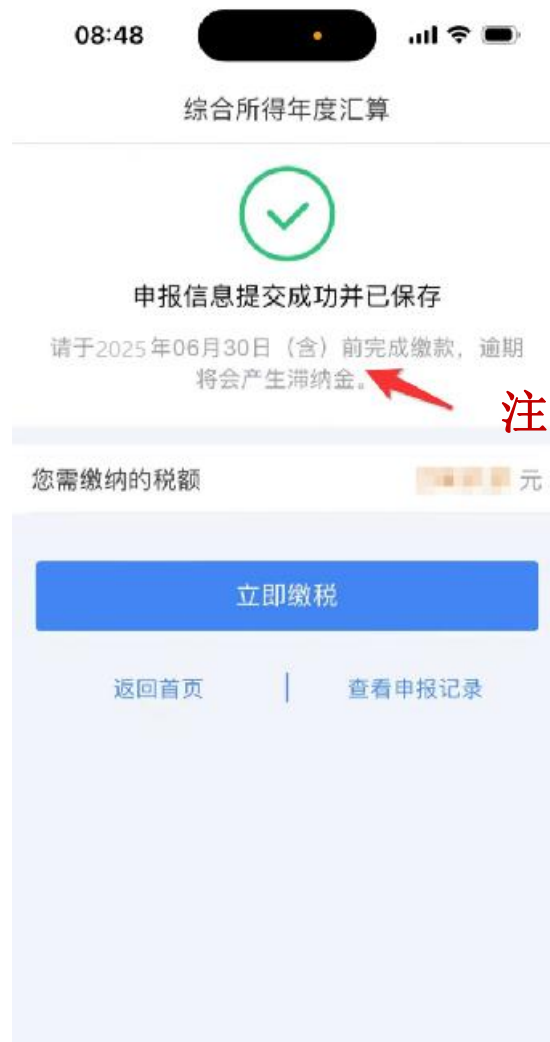 08:48
综合所得年度汇算
申报信息提交成功并已保存
请于2025年06月30日（含）前完成缴款，逾期
将会产生滞纳金。
注
您需缴纳的税额 元
立即缴税
返回首页 | 查看申报记录